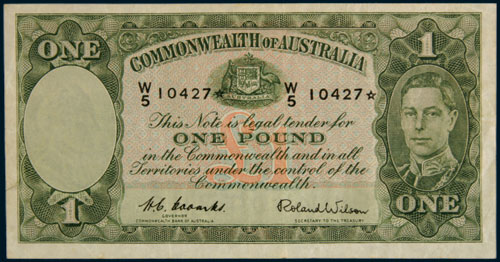 ONE
COMMONWEALTH OF AUSTRALIA
1
AUSTRALIA
W/5 10427☆
W/5 10427☆
This Note is legal tender for
ONE POUND
in the Commonwealth and in all
Territories under the control of the
Commonwealth.
1
H.C. Coombs
GOVERNOR
COMMONWEALTH BANK OF AUSTRALIA
Roland Wilson
SECRETARY TO THE TREASURY
ONE